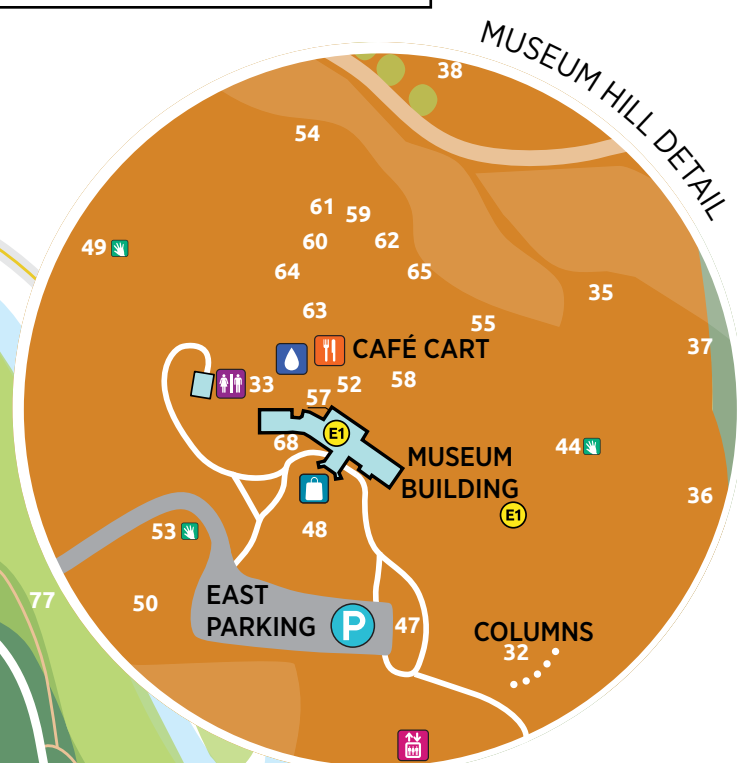 MUSEUM HILL DETAIL
38
54
61
59
49
60
62
64
65
35
63
55
37
CAFÉ CART
33
52
58
57
E1
68
MUSEUM
BUILDING
44
36
E1
48
53
EAST
PARKING
P
77
50
47
COLUMNS
32